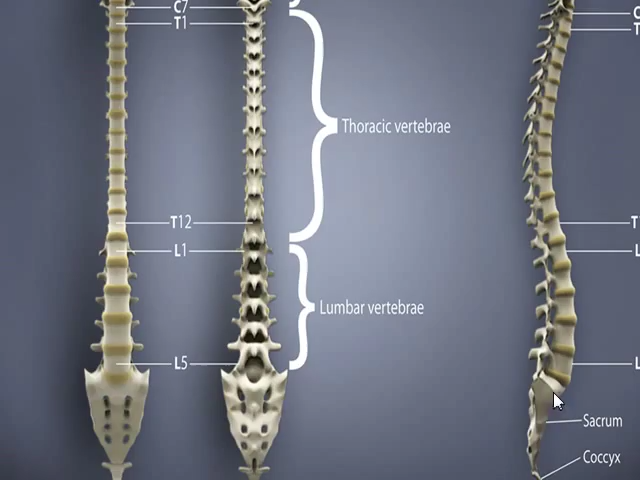 C7
T1
Thoracic vertebrae
T12
L1
Lumbar vertebrae
L5
C
T
T
L
L
Sacrum
Coccyx